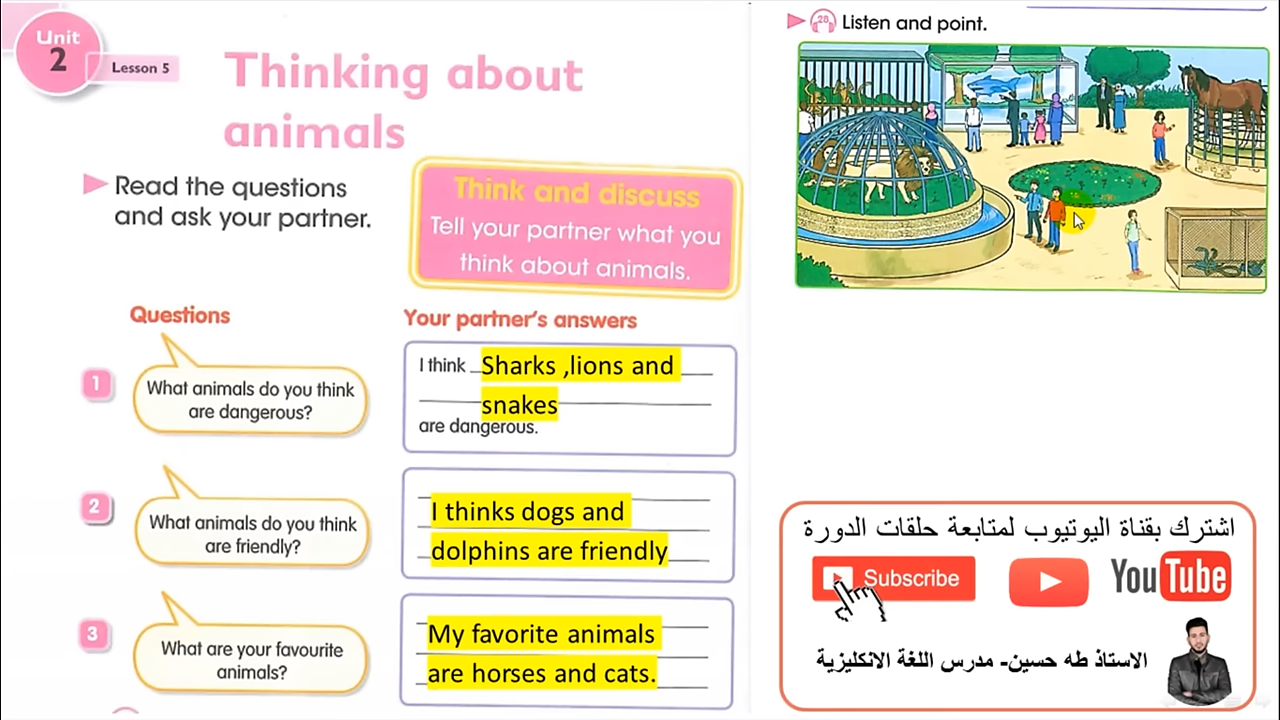 Unit
2
Lesson 5
Thinking about
animals
Read the questions
and ask your partner.
Think and discuss
Tell your partner what you
think about animals.
Questions
Your partner's answers
1
What animals do you think
are dangerous?
I think Sharks ,lions and
snakes
are dangerous.
2
What animals do you think
are friendly?
I thinks dogs and
dolphins are friendly
3
What are your favourite
animals?
My favorite animals
are horses and cats.
28 Listen and point.
اشترك بقناة اليوتيوب لمتابعة حلقات الدورة
Subscribe
YouTube
الاستاذ طه حسين- مدرس اللغة الانكليزية